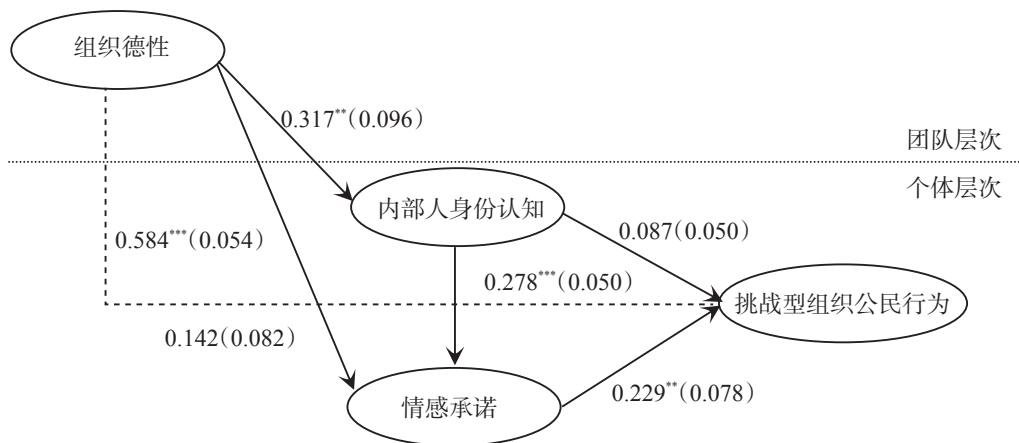 组织德性
0.317**(0.096)
团队层次
个体层次
内部人身份认知
0.584***(0.054)
0.087(0.050)
0.278***(0.050)
挑战型组织公民行为
0.142(0.082)
情感承诺
0.229**(0.078)